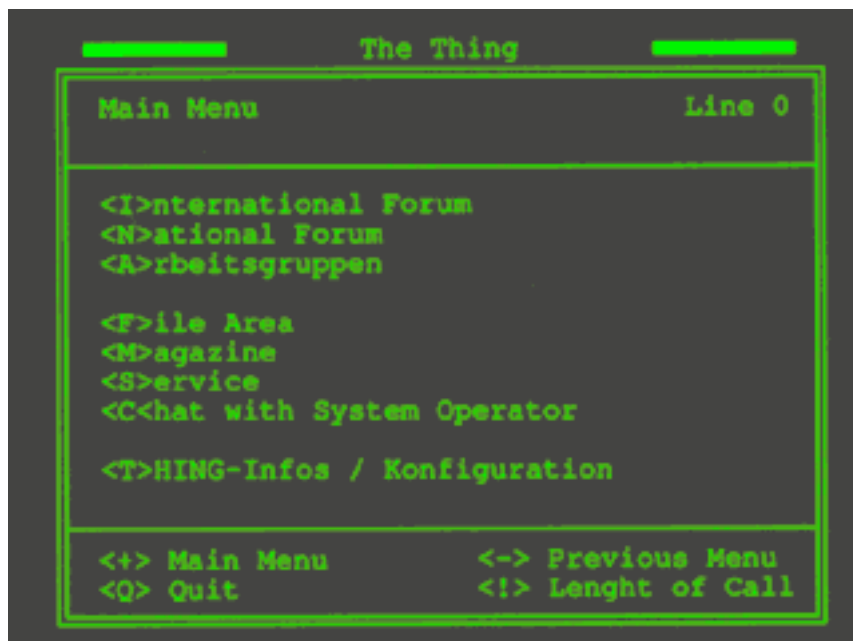 The Thing
Main Menu Line 0
<I>nternational Forum
<N>ational Forum
<A>rbeitsgruppen
<F>ile Area
<M>agazine
<S>ervice
<C<hat with System Operator
<T>HING-Infos / Konfiguration
<+> Main Menu <-> Previous Menu
<Q> Quit <!> Lenght of Call